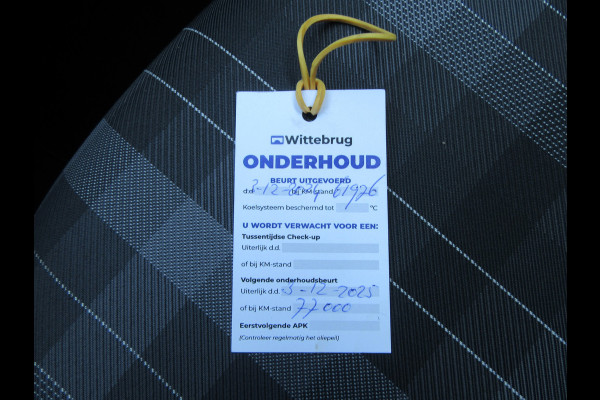 Wittebrug
ONDERHOUD
BEURT UITGEVOERD
d.d. 3-12-2024 bij KM-stand 61976
Koelsysteem beschermd tot °C
U WORDT VERWACHT VOOR EEN:
Tussentijdse Check-up
Uiterlijk d.d.
of bij KM-stand
Volgende onderhoudsbeurt
Uiterlijk d.d. 3-12-2025
of bij KM-stand 77000
Eerstvolgende APK
(Controleer regelmatig het oliepeil)